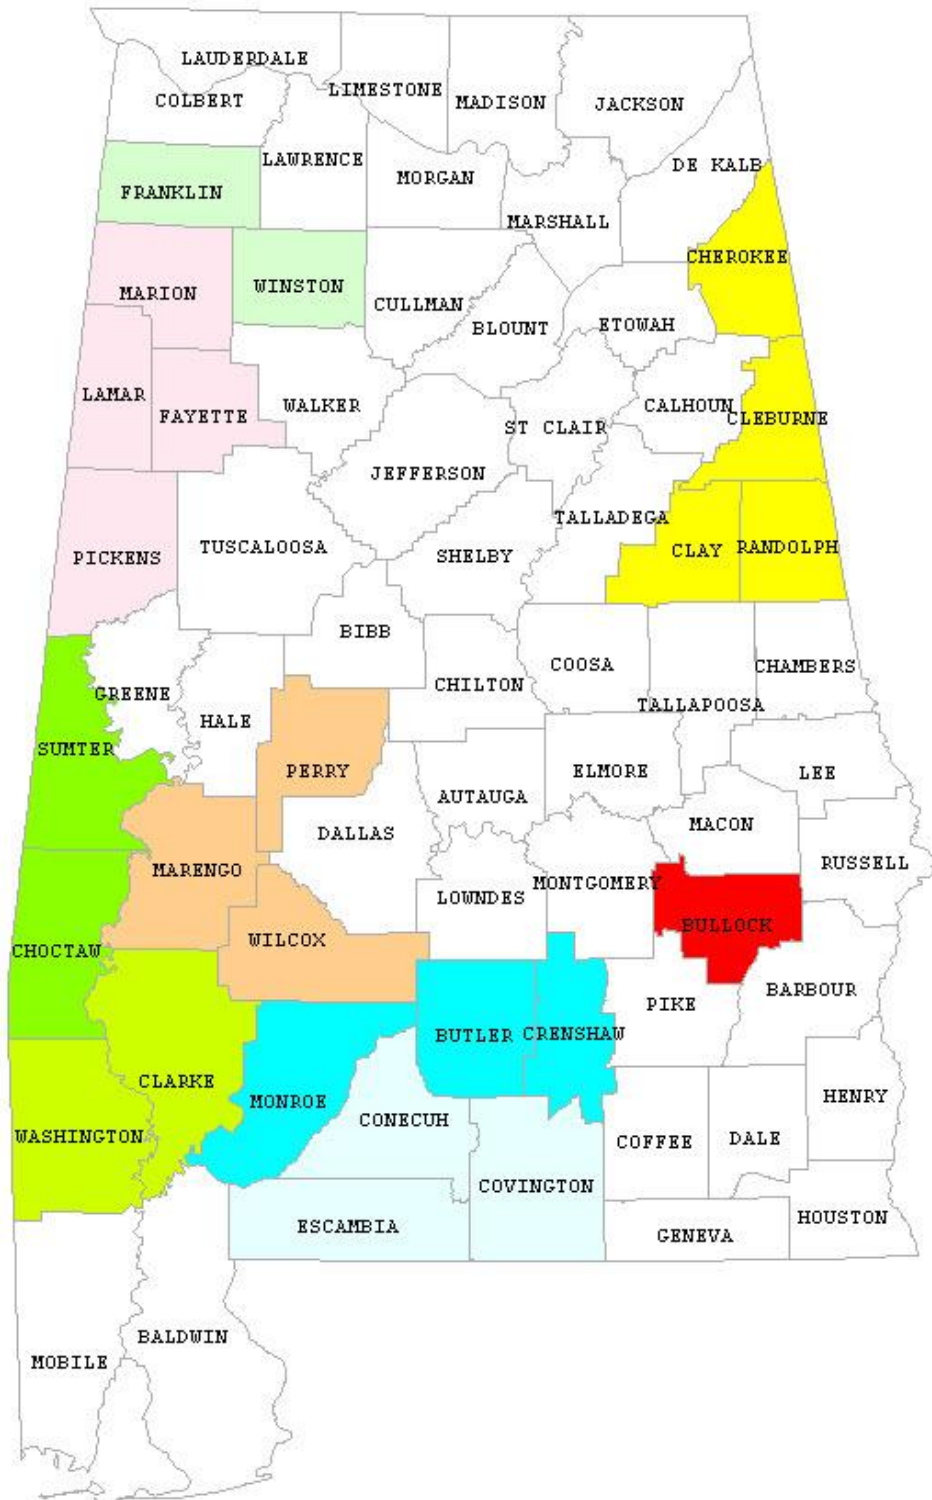 LAUDERDALE
LIMESTONE
COLBERT
MADISON
JACKSON
LAWRENCE
DE KALB
MORGAN
FRANKLIN
MARSHALL
CHEROKEE
WINSTON
MARION
CULLMAN
ETOWAH
BLOUNT
LAMAR
WALKER
CALHOUN
FAYETTE
CLEBURNE
ST CLAIR
JEFFERSON
TALLADEGA
TUSCALOOSA
RANDOLPH
CLAY
PICKENS
SHELBY
BIBB
COOSA
CHAMBERS
CHILTON
GREENE
TALLAPOOSA
HALE
SUMTER
PERRY
ELMORE
LEE
AUTAUGA
MACON
DALLAS
RUSSELL
MARENGO
MONTGOMERY
LOWNDES
BULLOCK
WILCOX
CHOCTAW
BARBOUR
PIKE
BUTLER
CRENSHAW
CLARKE
HENRY
MONROE
CONECUH
WASHINGTON
COFFEE
DALE
COVINGTON
HOUSTON
ESCAMBIA
GENEVA
BALDWIN
MOBILE